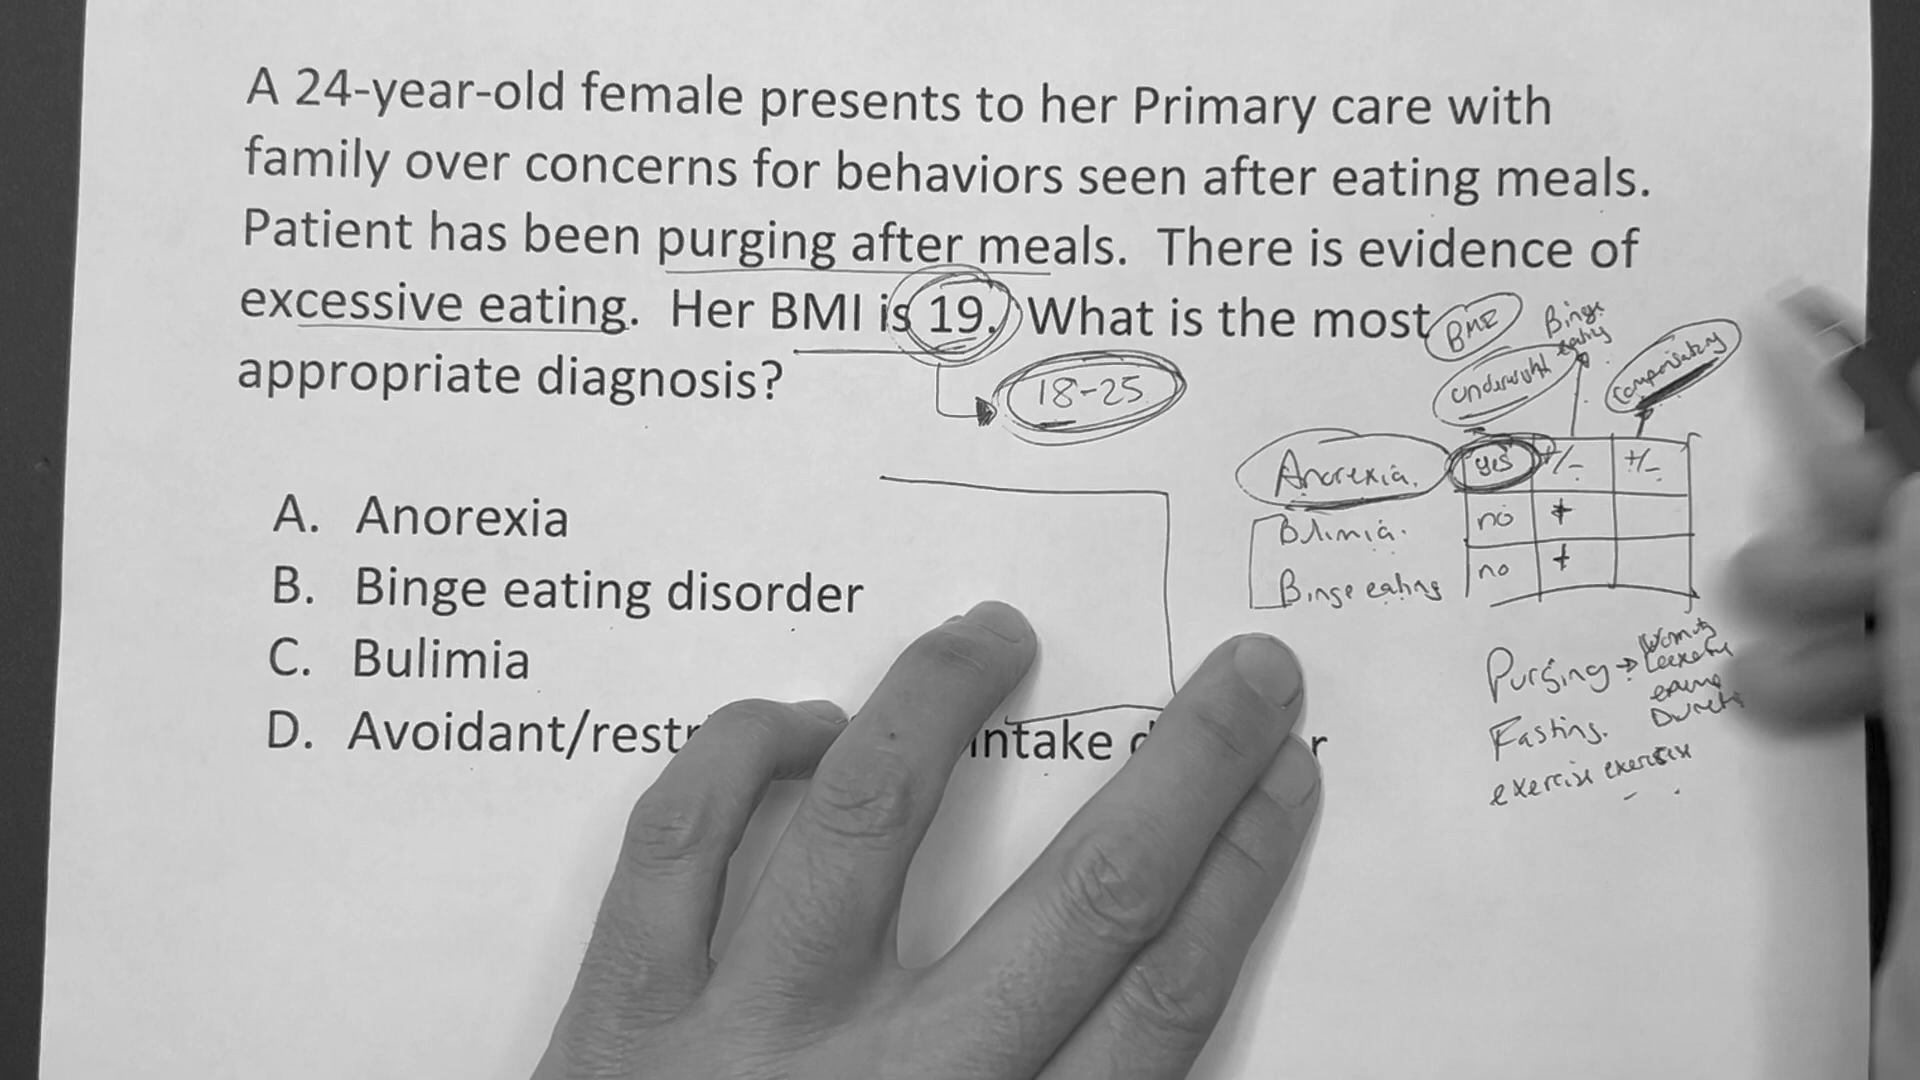 A 24-year-old female presents to her Primary care with
family over concerns for behaviors seen after eating meals.
Patient has been purging after meals. There is evidence of
excessive eating. Her BMI is 19. What is the most
appropriate diagnosis?
18-25
A. Anorexia
B. Binge eating disorder
C. Bulimia
D. Avoidant/restr intake r
BME
Binge
eating
underweight
Compensatory
Anorexia. yes +/- +/-
Bulimia. no +
Binge eating no +
Purging →
Fasting.
exercise exercise